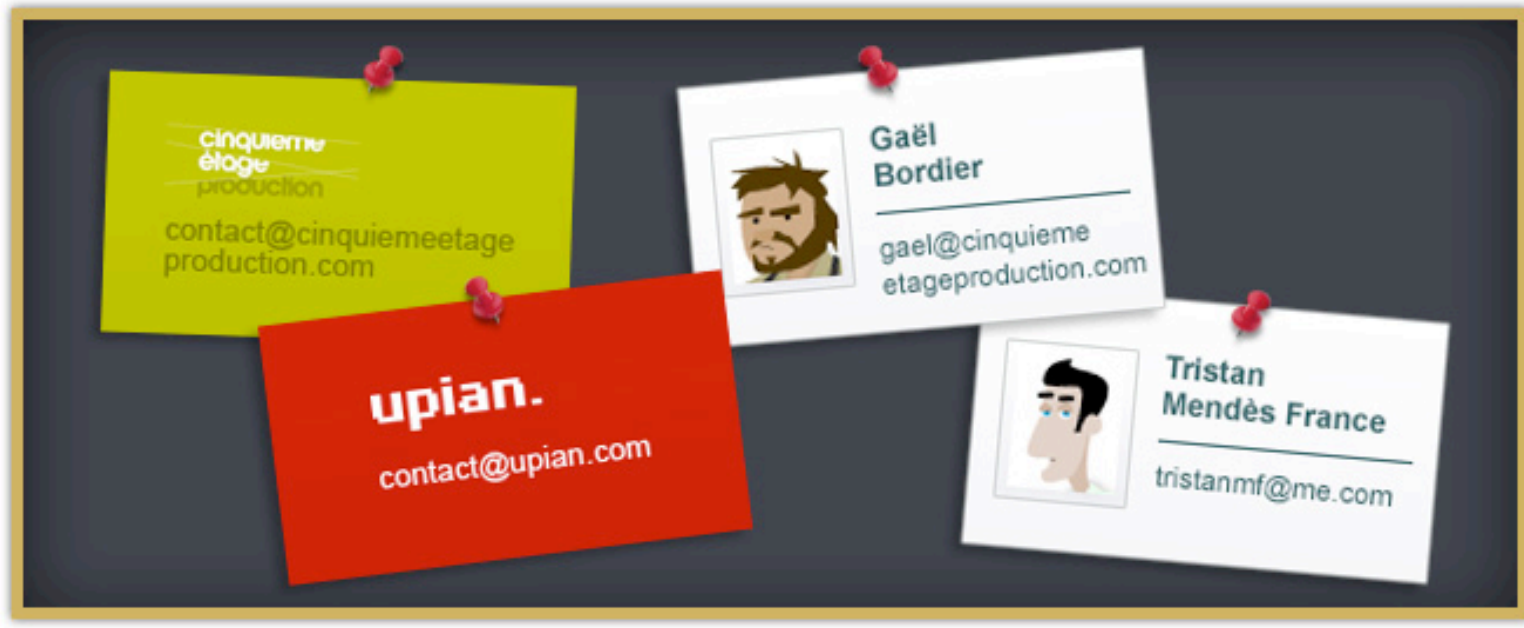 cinquieme
étage
production
contact@cinquiemeetage
production.com
Gaël
Bordier
gael@cinquieme
etageproduction.com
upian.
contact@upian.com
Tristan
Mendès France
tristanmf@me.com